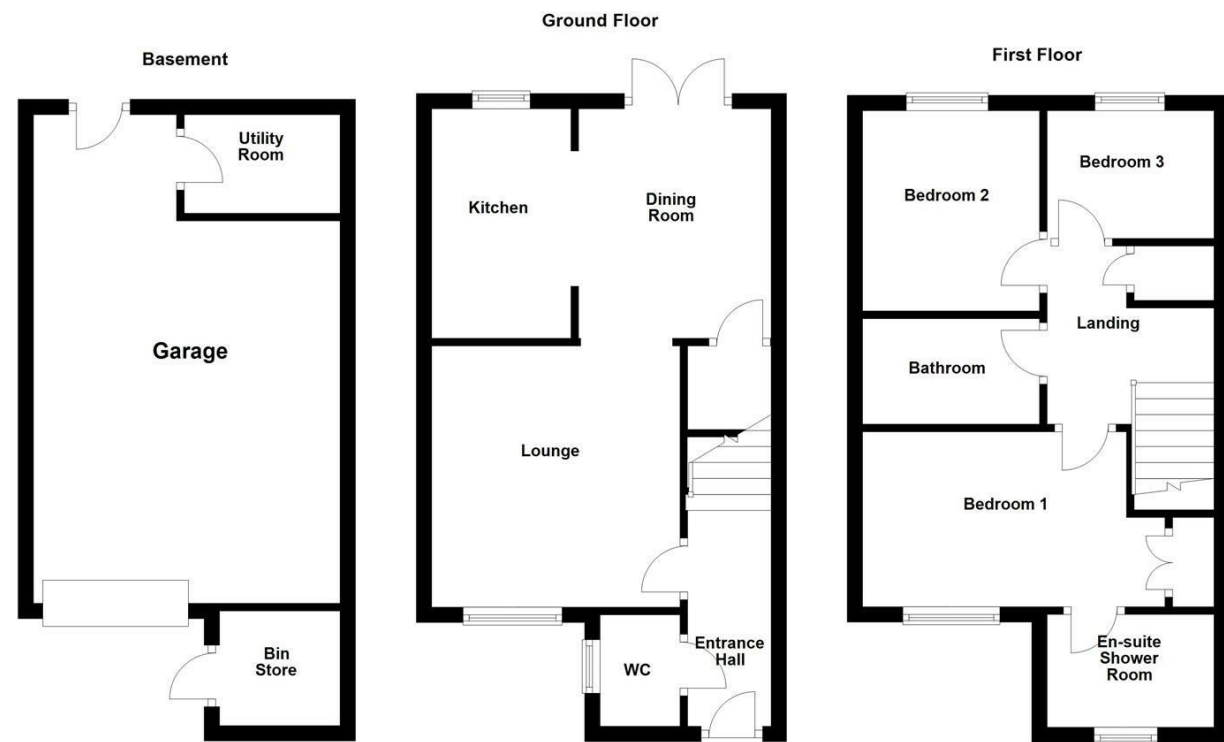 Basement
Utility
Room
Garage
Bin
Store
Ground Floor
Kitchen
Dining
Room
Lounge
WC
Entrance
Hall
First Floor
Bedroom 2
Bedroom 3
Landing
Bathroom
Bedroom 1
En-suite
Shower
Room